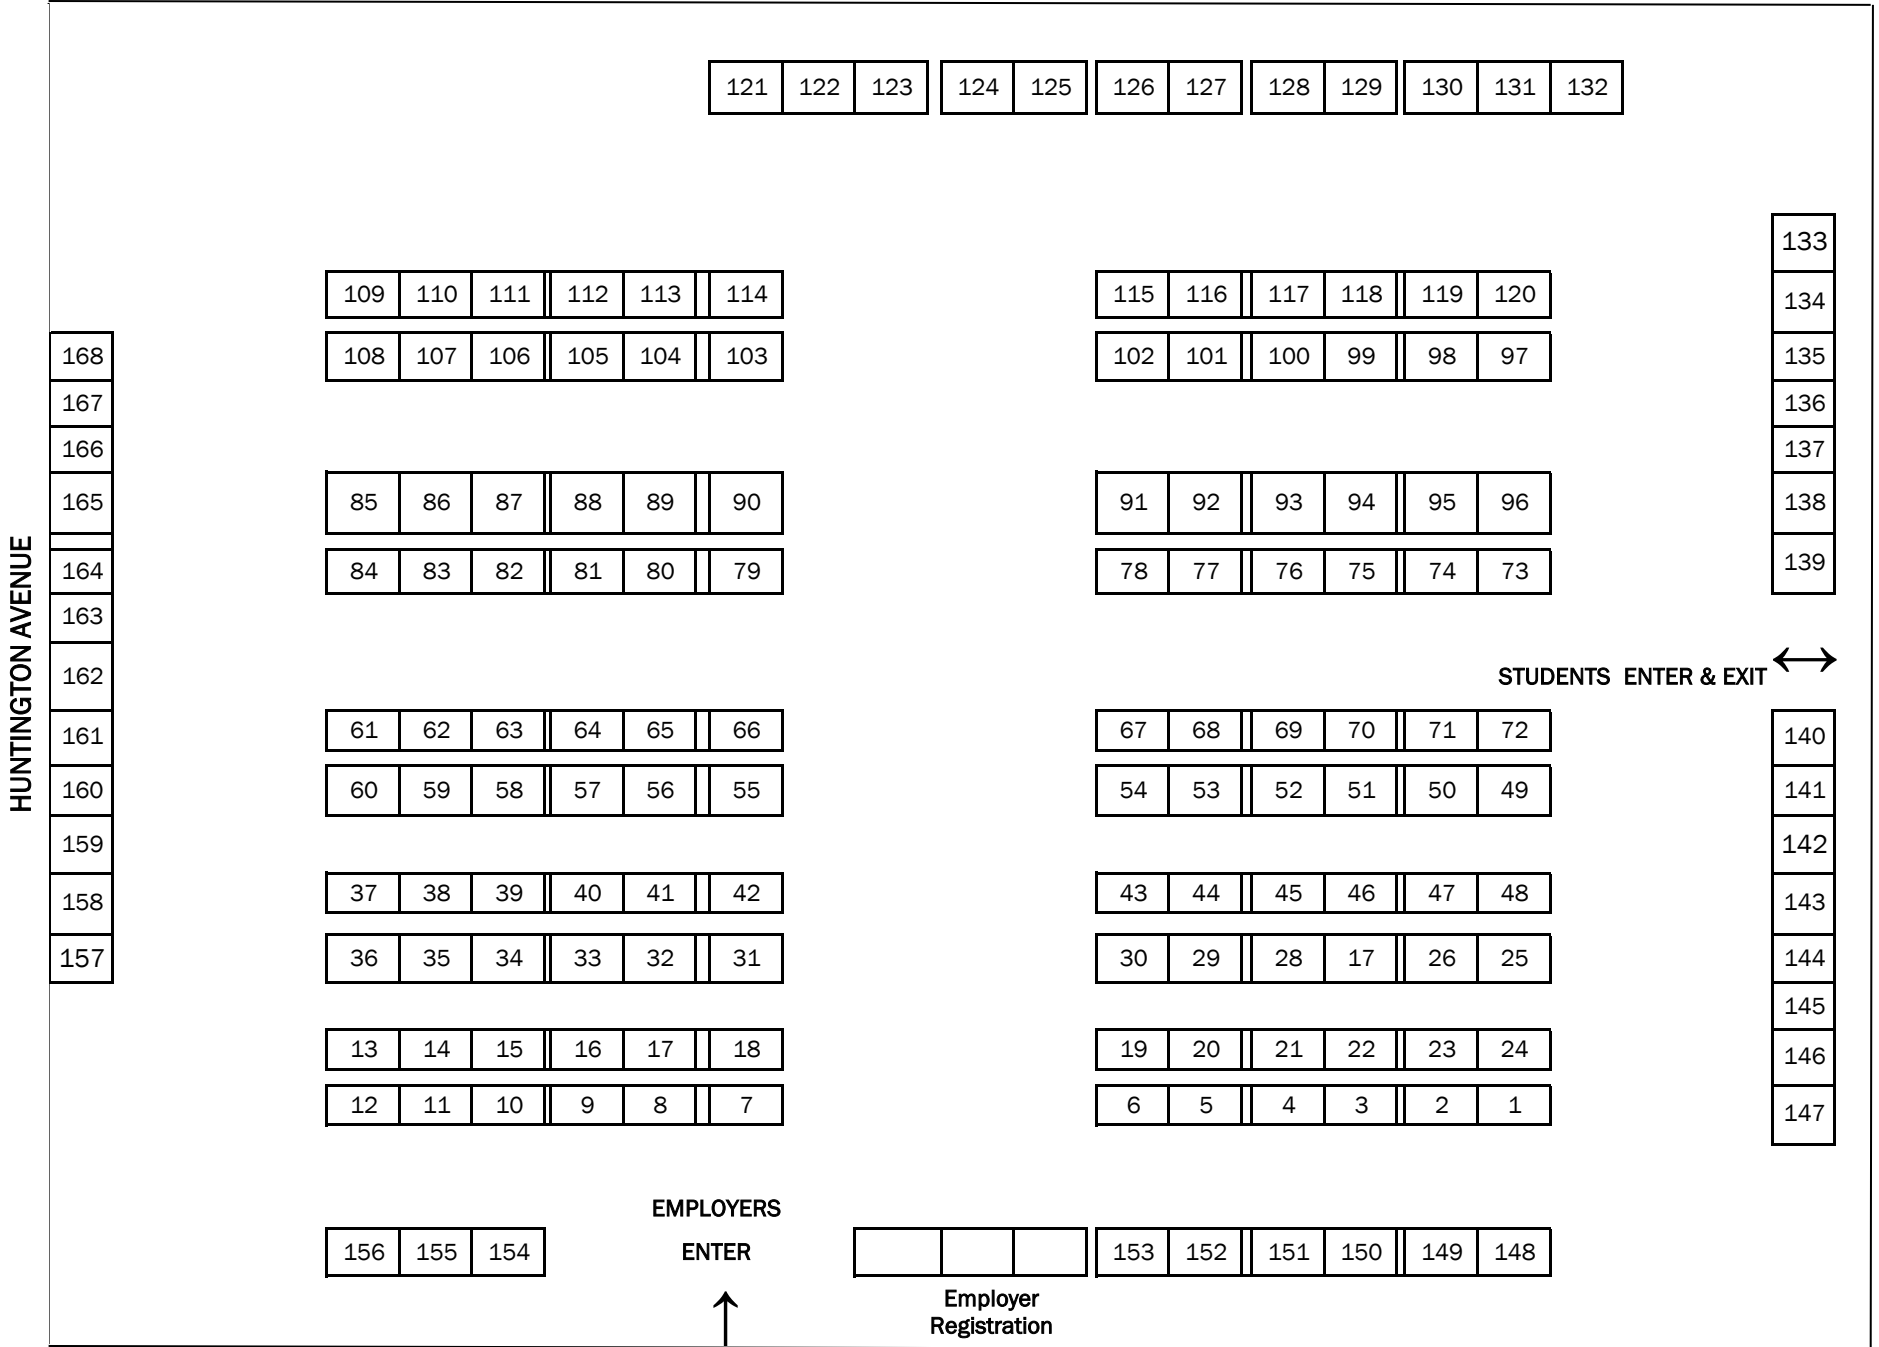 121 122 123 124 125 126 127 128 129 130 131 132
133
109 110 111 112 113 114 115 116 117 118 119 120
134
168 108 107 106 105 104 103 102 101 100 99 98 97 135
167 136
166 137
165 85 86 87 88 89 90 91 92 93 94 95 96 138
164 84 83 82 81 80 79 78 77 76 75 74 73 139
163
HUNTINGTON AVENUE
162
STUDENTS ENTER & EXIT
161 61 62 63 64 65 66 67 68 69 70 71 72 140
160 60 59 58 57 56 55 54 53 52 51 50 49 141
159 142
158 37 38 39 40 41 42 43 44 45 46 47 48 143
157 36 35 34 33 32 31 30 29 28 17 26 25 144
145
13 14 15 16 17 18 19 20 21 22 23 24 146
12 11 10 9 8 7 6 5 4 3 2 1 147
EMPLOYERS
ENTER
156 155 154 153 152 151 150 149 148
Employer
Registration